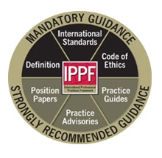 MANDATORY GUIDANCE
International
Standards
Definition
Code of
Ethics
IPPF
Position
Papers
Practice
Guides
Practice
Advisories
STRONGLY RECOMMENDED GUIDANCE